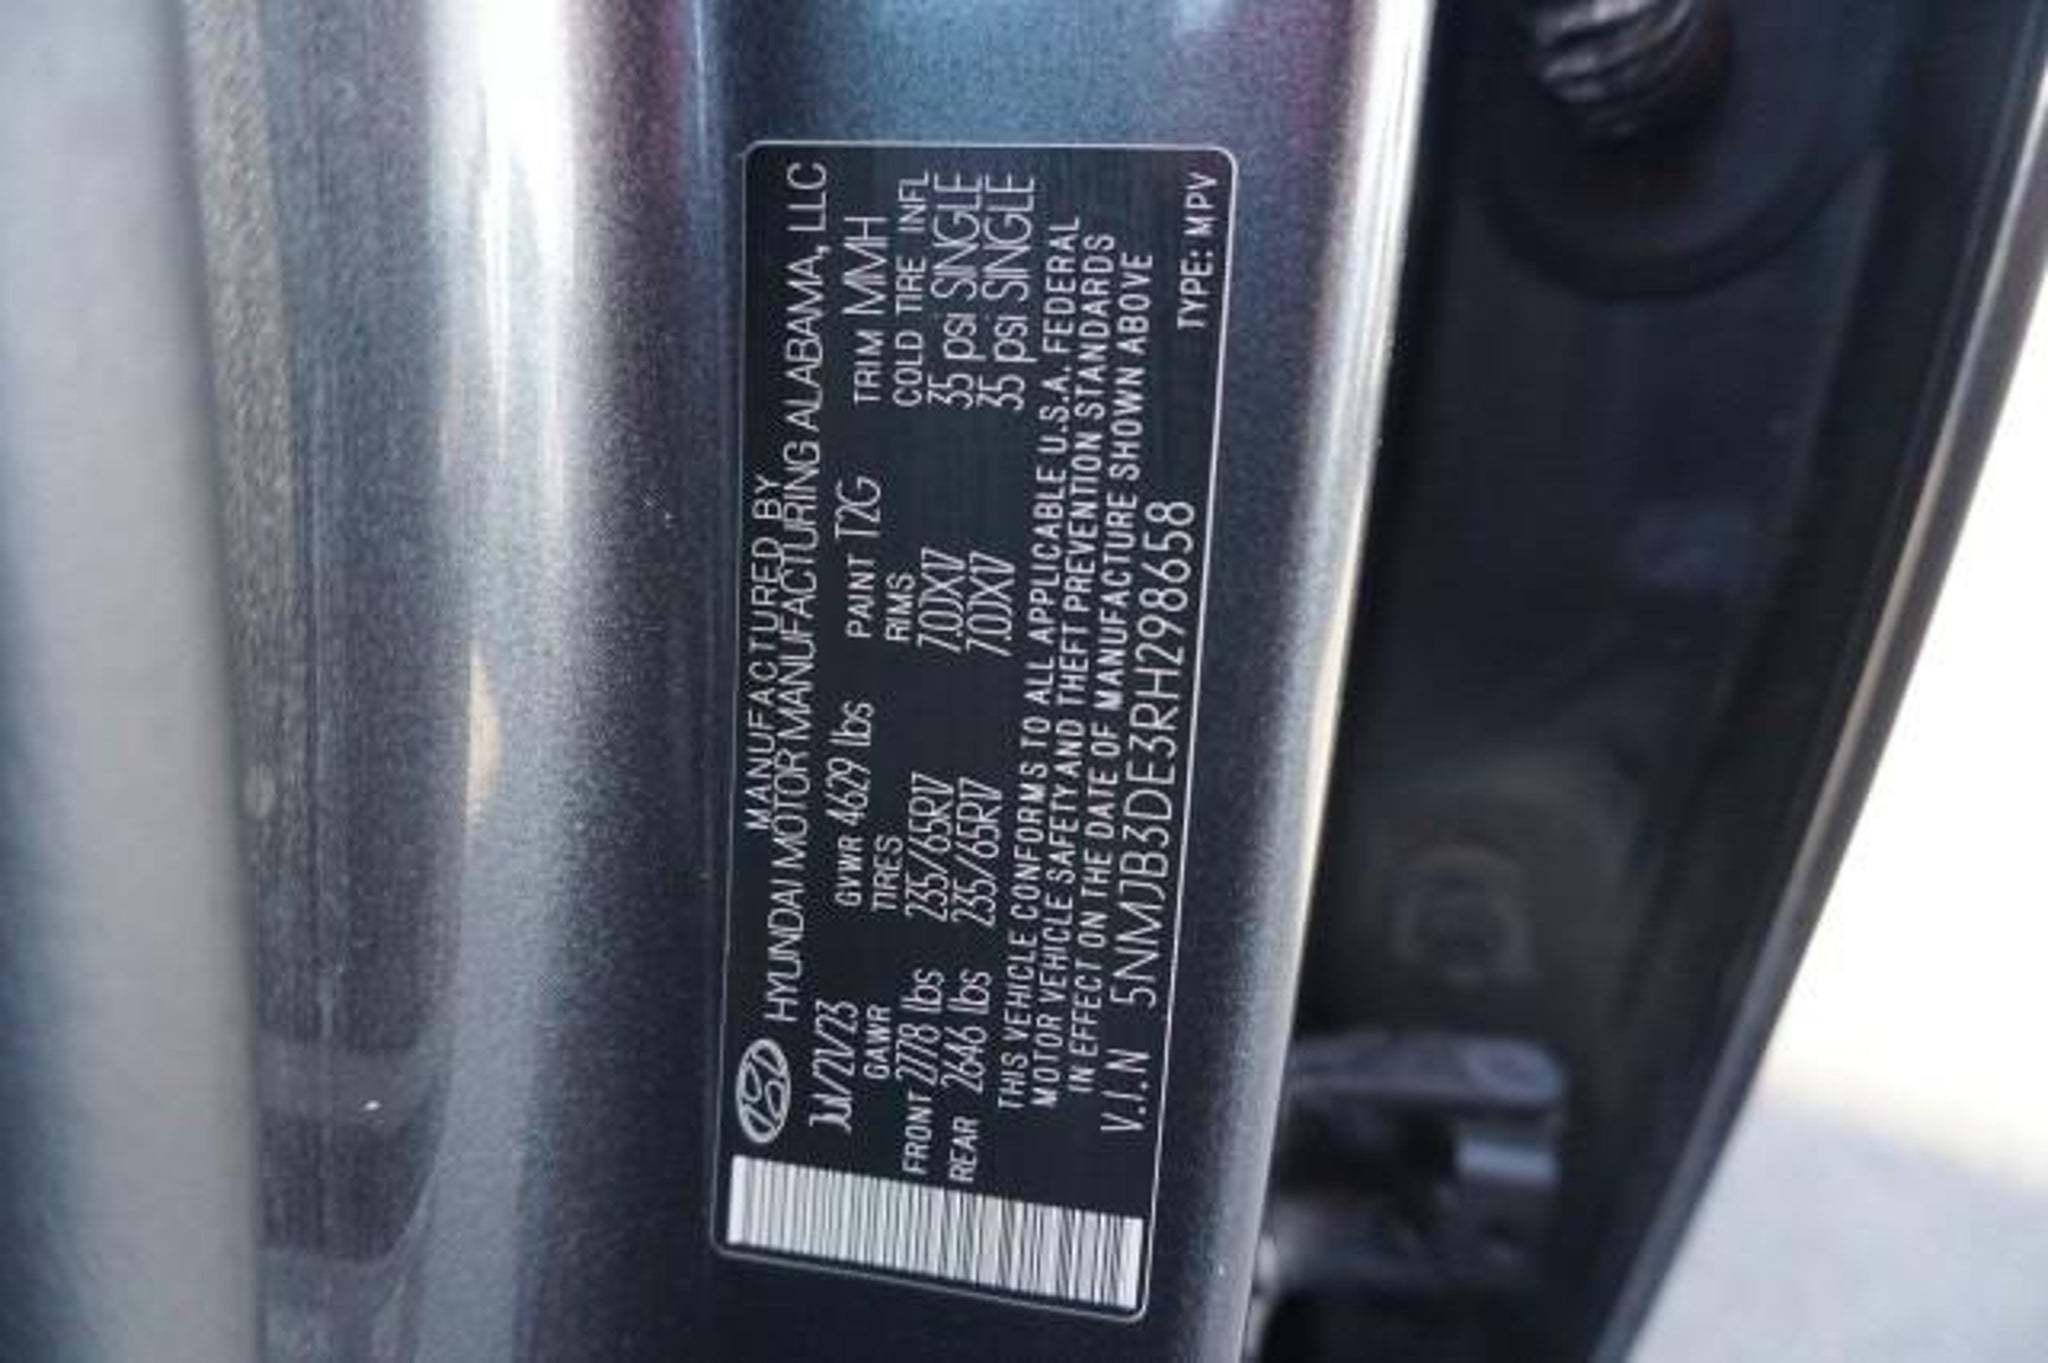 MANUFACTURED BY
HYUNDAI MOTOR MANUFACTURING ALABAMA, LLC
JUL/21/23 GVWR 4629 lbs PAINT T2G TRIM MMH
GAWR TIRES RIMS COLD TIRE INFL
FRONT 2778 lbs 235/65R17 7.0JX17 35 psi SINGLE
REAR 2646 lbs 235/65R17 7.0JX17 35 psi SINGLE
THIS VEHICLE CONFORMS TO ALL APPLICABLE U.S.A. FEDERAL
MOTOR VEHICLE SAFETY AND THEFT PREVENTION STANDARDS
IN EFFECT ON THE DATE OF MANUFACTURE SHOWN ABOVE
V.I.N 5NMJB3DE3RH298658 TYPE: MPV